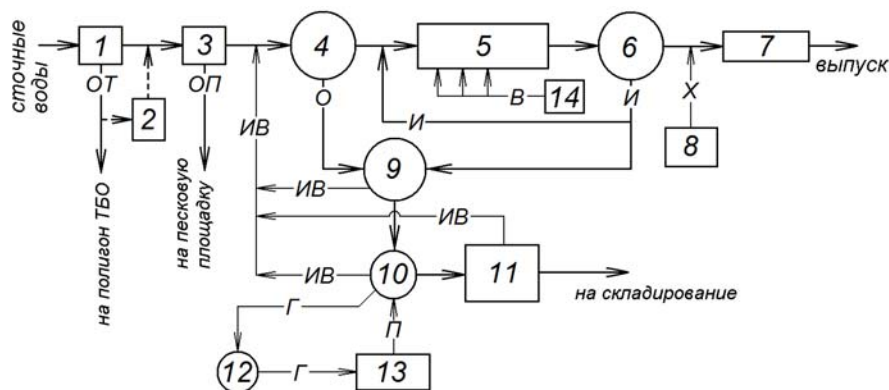 сточные
воды
1
3
4
5
6
7
выпуск
ОТ
2
ОП
О
В
14
И
Х
8
ИВ
И
9
ИВ
ИВ
на полигон ТБО
на песковую
площадку
ИВ
10
11
на складирование
Г
П
12
Г
13